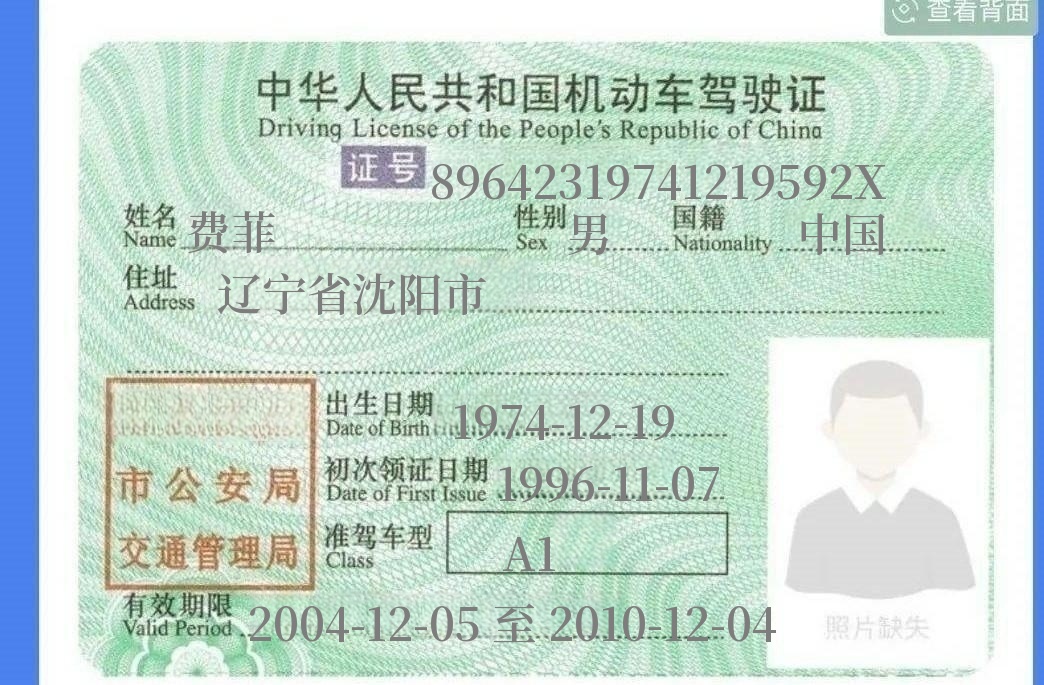 查看背面
中华人民共和国机动车驾驶证
Driving License of the People's Republic of China
证号 89642319741219592X
姓名 费菲 性别 男 国籍 中国
Name Sex Nationality
住址 辽宁省沈阳市
Address
出生日期 1974-12-19
Date of Birth
初次领证日期 1996-11-07
Date of First Issue
市公安局
交通管理局
准驾车型 A1
Class
有效期限 2004-12-05 至 2010-12-04
Valid Period
照片缺失